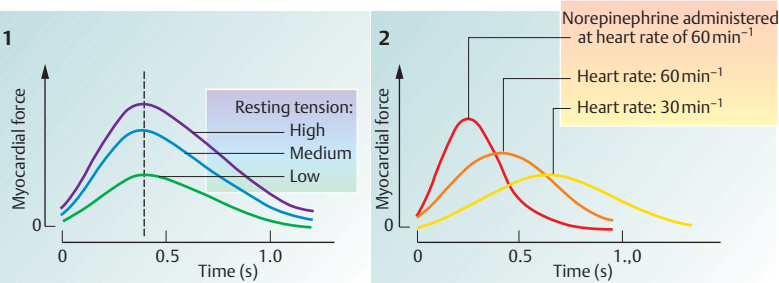 1
Myocardial force
0
Resting tension:
High
Medium
Low
0
0.5
1.0
Time (s)
2
Norepinephrine administered
at heart rate of 60 min⁻¹
Heart rate: 60 min⁻¹
Heart rate: 30 min⁻¹
Myocardial force
0
0
0.5
1.,0
Time (s)